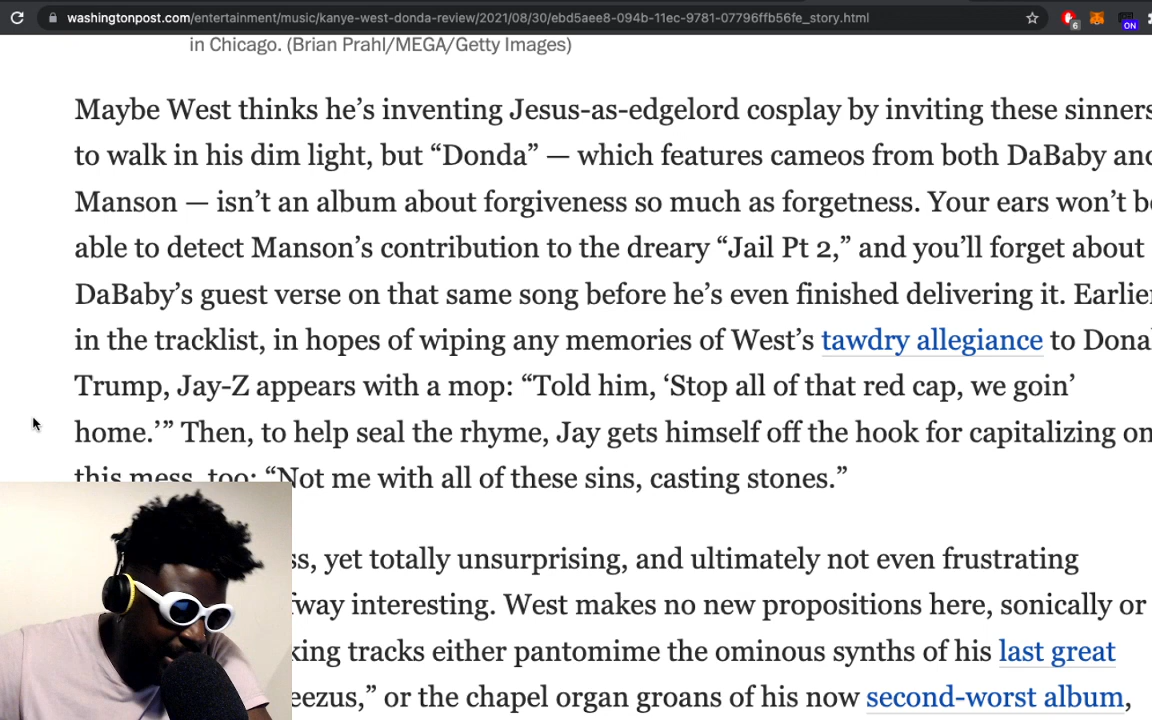 washingtonpost.com/entertainment/music/kanye-west-donda-review/2021/08/30/ebd5aee8-094b-11ec-9781-07796ffb56fe_story.html
6
ON
in Chicago. (Brian Prahl/MEGA/Getty Images)
Maybe West thinks he’s inventing Jesus-as-edgelord cosplay by inviting these sinners
to walk in his dim light, but “Donda” — which features cameos from both DaBaby and
Manson — isn’t an album about forgiveness so much as forgetness. Your ears won’t be
able to detect Manson’s contribution to the dreary “Jail Pt 2,” and you’ll forget about
DaBaby’s guest verse on that same song before he’s even finished delivering it. Earlier
in the tracklist, in hopes of wiping any memories of West’s tawdry allegiance to Dona
Trump, Jay-Z appears with a mop: “Told him, ‘Stop all of that red cap, we goin’
home.’” Then, to help seal the rhyme, Jay gets himself off the hook for capitalizing on
this mess, too: “Not me with all of these sins, casting stones.”
ss, yet totally unsurprising, and ultimately not even frustrating
fway interesting. West makes no new propositions here, sonically or
king tracks either pantomime the ominous synths of his last great
eezus,” or the chapel organ groans of his now second-worst album,